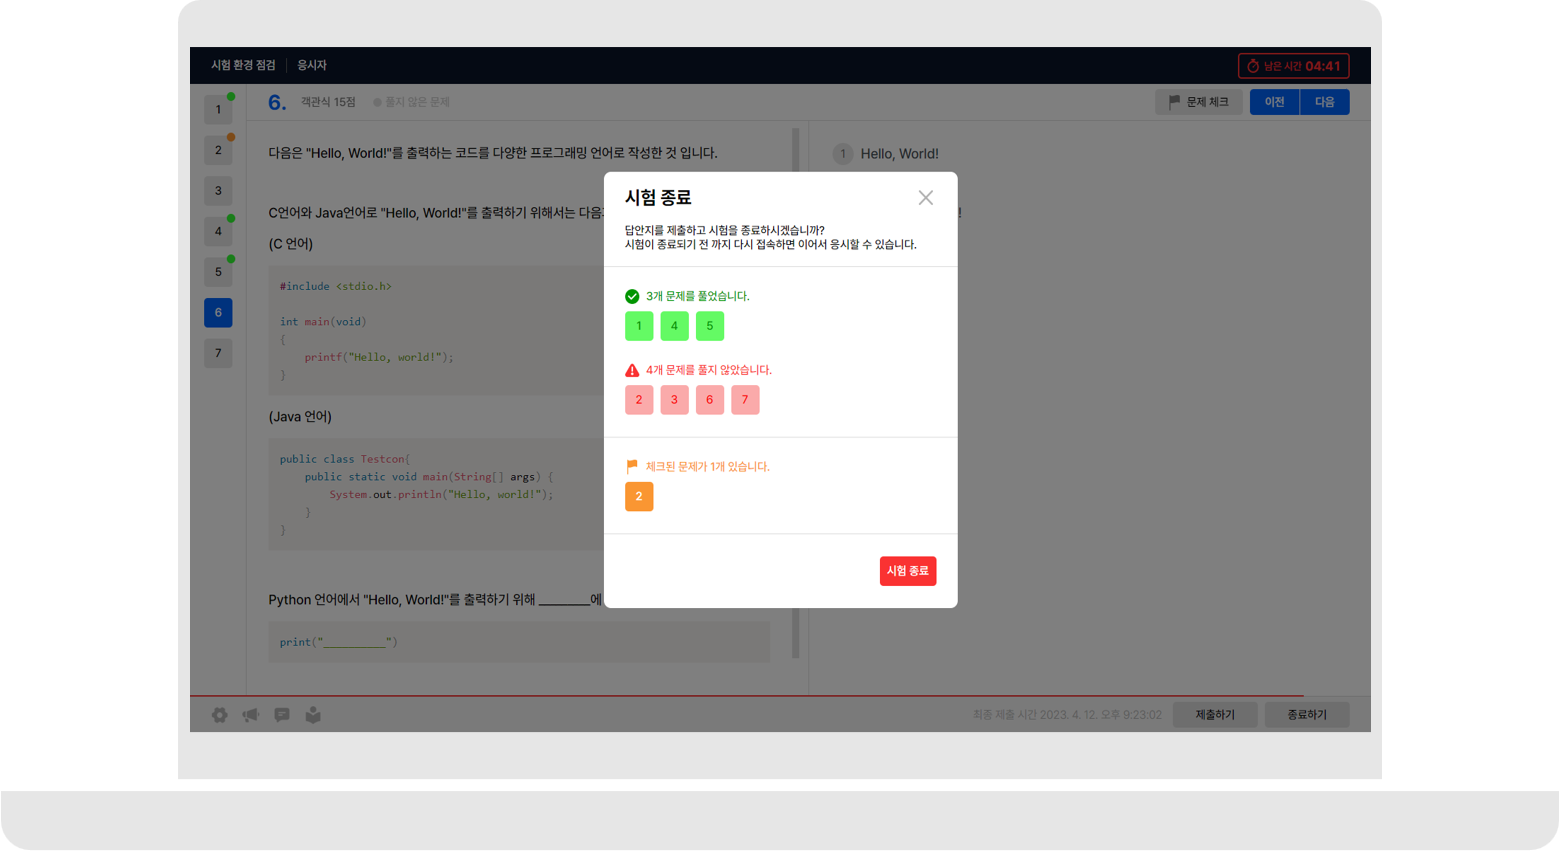 시험 환경 점검 응시자
남은 시간 04:41
1
2
3
4
5
6
7
6. 객관식 15점 풀지 않은 문제
문제 체크 이전 다음
다음은 "Hello, World!"를 출력하는 코드를 다양한 프로그래밍 언어로 작성한 것 입니다.
C언어와 Java언어로 "Hello, World!"를 출력하기 위해서는 다음
(C 언어)
#include <stdio.h>
int main(void)
{
printf("Hello, world!");
}
(Java 언어)
public class Testcon{
public static void main(String[] args) {
System.out.println("Hello, world!");
}
}
Python 언어에서 "Hello, World!"를 출력하기 위해 ________에
print("__________")
1 Hello, World!
!
시험 종료
답안지를 제출하고 시험을 종료하시겠습니까?
시험이 종료되기 전 까지 다시 접속하면 이어서 응시할 수 있습니다.
3개 문제를 풀었습니다.
1 4 5
4개 문제를 풀지 않았습니다.
2 3 6 7
체크된 문제가 1개 있습니다.
2
시험 종료
최종 제출 시간 2023. 4. 12. 오후 9:23:02 제출하기 종료하기